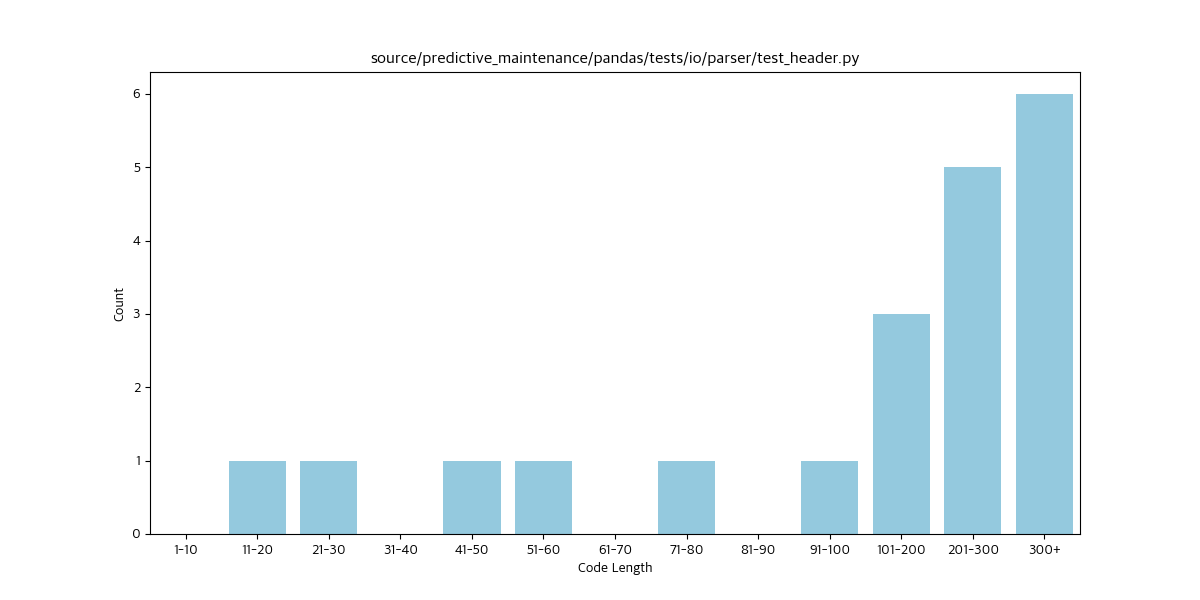 source/predictive_maintenance/pandas/tests/io/parser/test_header.py
6
5
4
3
2
1
0
Count
1-10 11-20 21-30 31-40 41-50 51-60 61-70 71-80 81-90 91-100 101-200 201-300 300+
Code Length